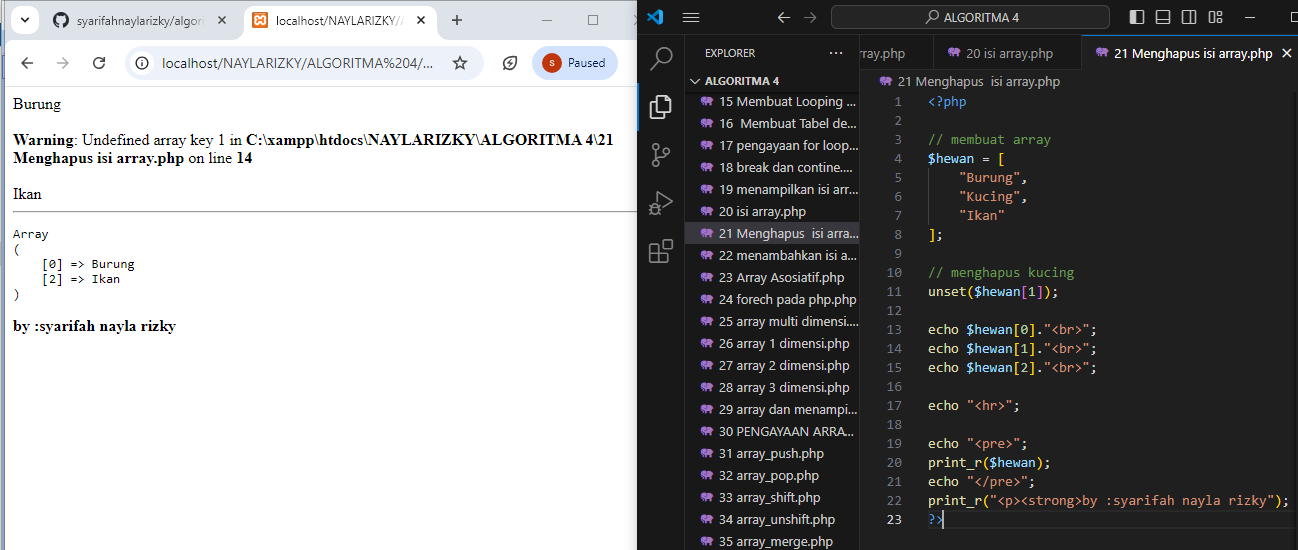 syarifahnaylarizky/algori
localhost/NAYLARIZKY/A
localhost/NAYLARIZKY/ALGORITMA%204/...
S
Paused
Burung
Warning: Undefined array key 1 in C:\xampp\htdocs\NAYLARIZKY\ALGORITMA 4\21
Menghapus isi array.php on line 14
Ikan
Array
(
[0] => Burung
[2] => Ikan
)
by :syarifah nayla rizky
ALGORITMA 4
EXPLORER
ALGORITMA 4
15 Membuat Looping ...
16  Membuat Tabel de...
17 pengayaan for loop...
18 break dan contine....
19 menampilkan isi arr...
20 isi array.php
21 Menghapus  isi arra...
22 menambahkan isi a...
23 Array Asosiatif.php
24 forech pada php.php
25 array multi dimensi....
26 array 1 dimensi.php
27 array 2 dimensi.php
28 array 3 dimensi.php
29 array dan menampi...
30 PENGAYAAN ARRA...
31 array_push.php
32 array_pop.php
33 array_shift.php
34 array_unshift.php
35 array_merge.php
rray.php
20 isi array.php
21 Menghapus  isi array.php
21 Menghapus  isi array.php
1 <?php
2
3 // membuat array
4 $hewan = [
5 "Burung",
6 "Kucing",
7 "Ikan"
8 ];
9
10 // menghapus kucing
11 unset($hewan[1]);
12
13 echo $hewan[0]."<br>";
14 echo $hewan[1]."<br>";
15 echo $hewan[2]."<br>";
16
17 echo "<hr>";
18
19 echo "<pre>";
20 print_r($hewan);
21 echo "</pre>";
22 print_r("<p><strong>by :syarifah nayla rizky");
23 ?>